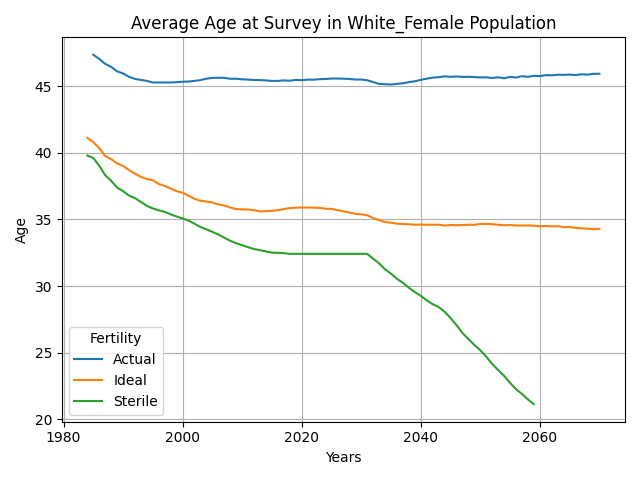 Average Age at Survey in White_Female Population
Age
45
40
35
30
25
20
Fertility
Actual
Ideal
Sterile
1980
2000
2020
2040
2060
Years